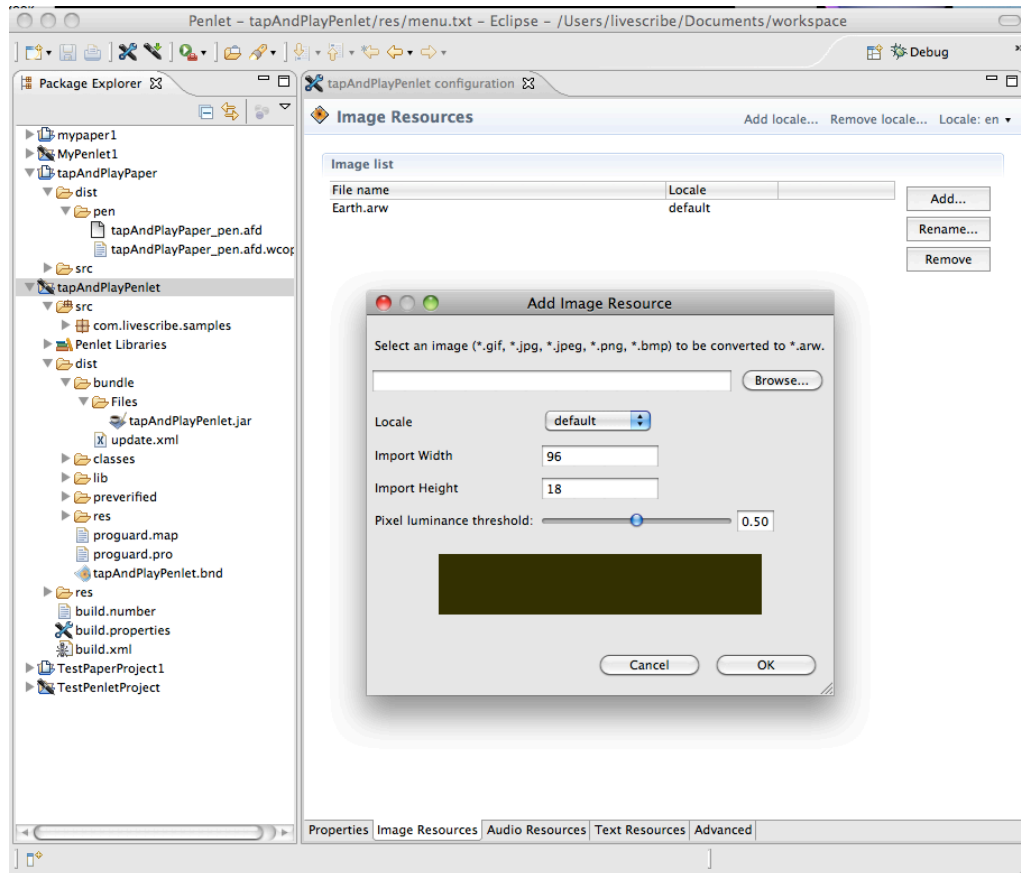 Penlet – tapAndPlayPenlet/res/menu.txt – Eclipse – /Users/livescribe/Documents/workspace
Debug
Package Explorer
mypaper1
MyPenlet1
tapAndPlayPaper
dist
pen
tapAndPlayPaper_pen.afd
tapAndPlayPaper_pen.afd.wcop
src
tapAndPlayPenlet
src
com.livescribe.samples
Penlet Libraries
dist
bundle
Files
tapAndPlayPenlet.jar
update.xml
classes
lib
preverified
res
proguard.map
proguard.pro
tapAndPlayPenlet.bnd
res
build.number
build.properties
build.xml
TestPaperProject1
TestPenletProject
tapAndPlayPenlet configuration
Image Resources
Add locale... Remove locale... Locale: en
Image list
File name Locale
Earth.arw default
Add...
Rename...
Remove
Add Image Resource
Select an image (*.gif, *.jpg, *.jpeg, *.png, *.bmp) to be converted to *.arw.
Browse...
Locale default
Import Width 96
Import Height 18
Pixel luminance threshold: 0.50
Cancel OK
Properties Image Resources Audio Resources Text Resources Advanced